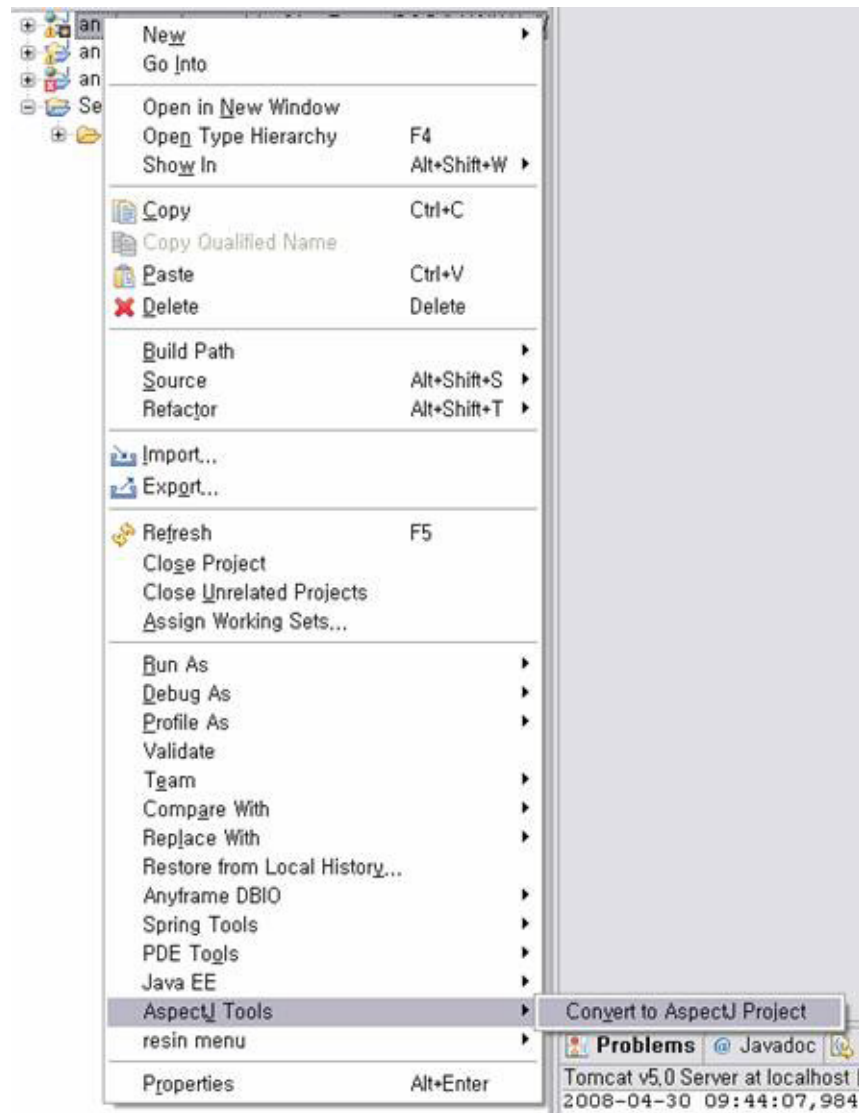 an
an
an
Se
New
Go Into
Open in New Window
Open Type Hierarchy F4
Show In Alt+Shift+W
Copy Ctrl+C
Copy Qualified Name
Paste Ctrl+V
Delete Delete
Build Path
Source Alt+Shift+S
Refactor Alt+Shift+T
Import...
Export...
Refresh F5
Close Project
Close Unrelated Projects
Assign Working Sets...
Run As
Debug As
Profile As
Validate
Team
Compare With
Replace With
Restore from Local History...
Anyframe DBIO
Spring Tools
PDE Tools
Java EE
AspectJ Tools
Convert to AspectJ Project
resin menu
Properties Alt+Enter
Problems @ Javadoc
Tomcat v5.0 Server at localhost
2008-04-30 09:44:07,984